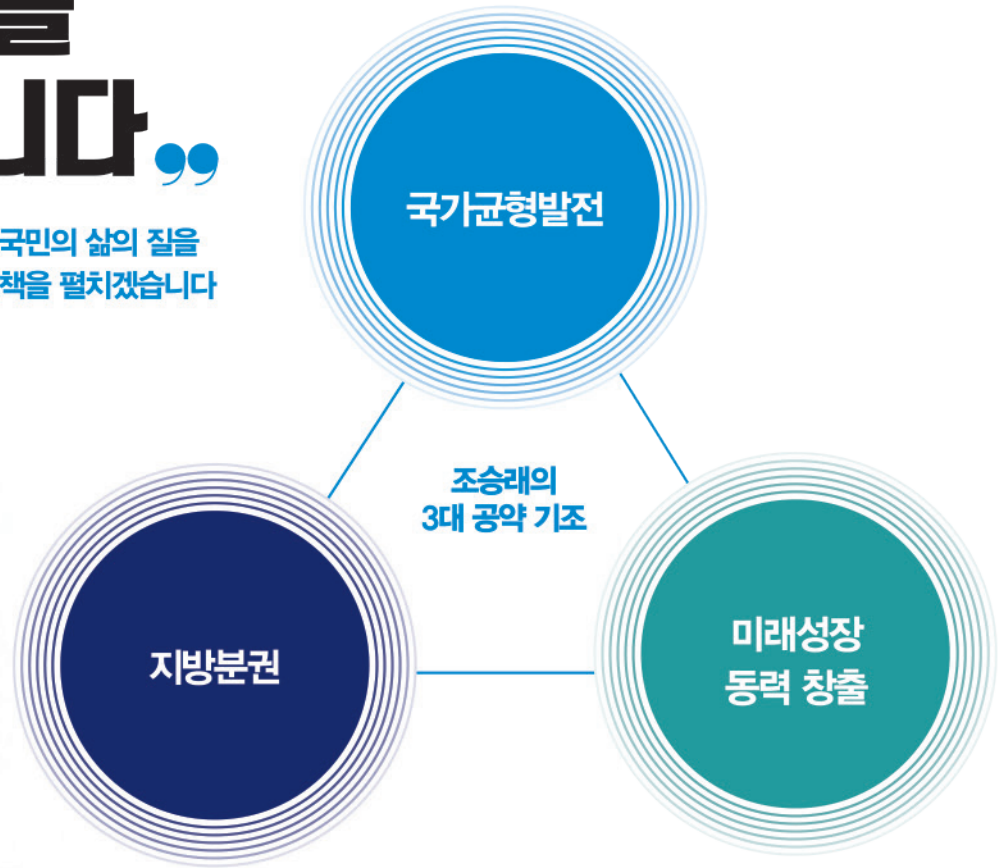 을
니다”
국민의 삶의 질을
책을 펼치겠습니다
국가균형발전
조승래의
3대 공약 기조
지방분권
미래성장
동력 창출